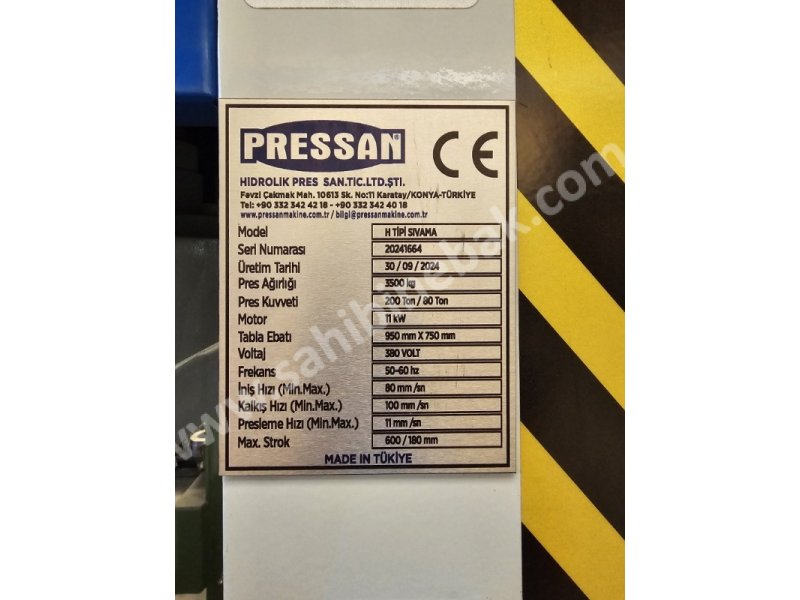 PRESSAN®
CE
HIDROLIK PRES SAN.TIC.LTD.ŞTİ.
Fevzi Çakmak Mah. 10613 Sk. No:11 Karatay/KONYA-TÜRKİYE
Tel: +90 332 342 42 18 - +90 332 342 40 18
www.pressanmakine.com.tr / bilgi@pressanmakine.com.tr
Model H TİPİ SIVAMA
Seri Numarası 20241664
Üretim Tarihi 30 / 09 / 2024
Pres Ağırlığı 3500 kg
Pres Kuvveti 200 Ton / 80 Ton
Motor 11 kW
Tabla Ebatı 950 mm X 750 mm
Voltaj 380 VOLT
Frekans 50-60 hz
İniş Hızı (Min.Max.) 80 mm /sn
Kalkış Hızı (Min.Max.) 100 mm /sn
Presleme Hızı (Min.Max.) 11 mm /sn
Max. Strok 600 / 180 mm
MADE IN TÜKİYE
www.sahibinebak.com